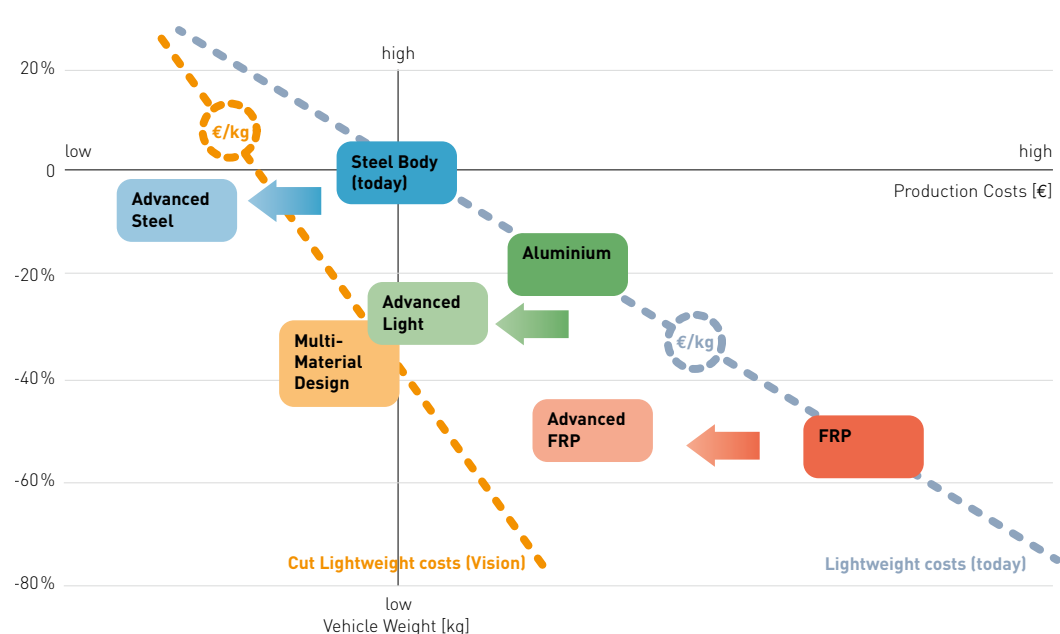 high
20%
€/kg
low
high
0
Steel Body
(today)
Production Costs [€]
Advanced
Steel
Aluminium
-20%
Advanced
Light
Multi-
Material
Design
€/kg
-40%
Advanced
FRP
FRP
-60%
Cut Lightweight costs (Vision)
Lightweight costs (today)
-80%
low
Vehicle Weight [kg]